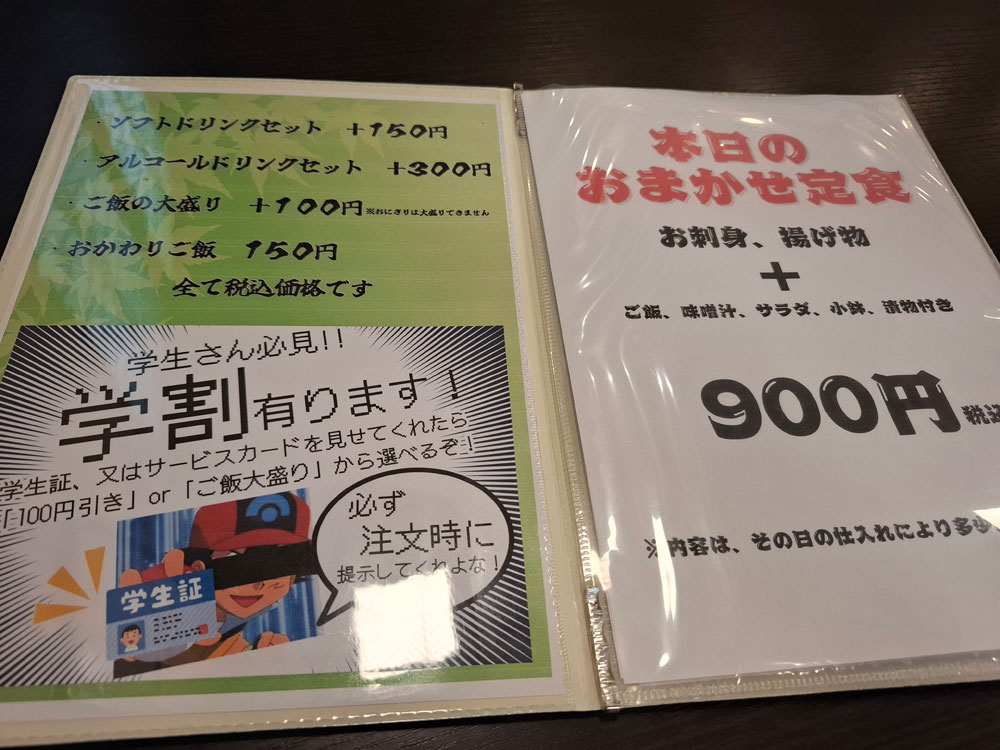 ・ソフトドリンクセット +150円
・アルコールドリンクセット +300円
・ご飯の大盛り +100円 ※おにぎりは大盛りできません
・おかわりご飯 150円
全て税込価格です
学生さん必見!!
学割有ります！
学生証、又はサービスカードを見せてくれたら
「100円引き」or「ご飯大盛り」から選べるぞ！
必ず
注文時に
提示してくれよな！
学生証
本日の
おまかせ定食
お刺身、揚げ物
+
ご飯、味噌汁、サラダ、小鉢、漬物付き
900円 税込
※内容は、その日の仕入れにより多少